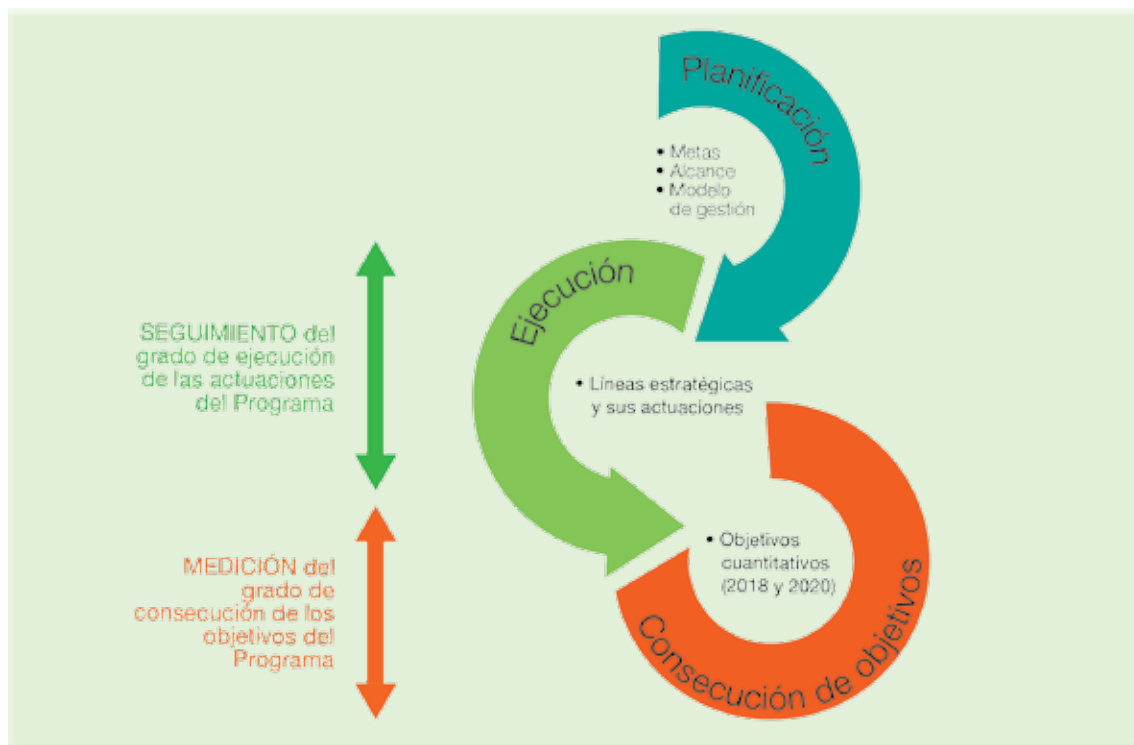 Planificación
• Metas
• Alcance
• Modelo
de gestión
Ejecución
SEGUIMIENTO del
grado de ejecución
de las actuaciones
del Programa
• Líneas estratégicas
y sus actuaciones
• Objetivos
cuantitativos
(2018 y 2020)
MEDICIÓN del
grado de
consecución de los
objetivos del
Programa
Consecución de objetivos